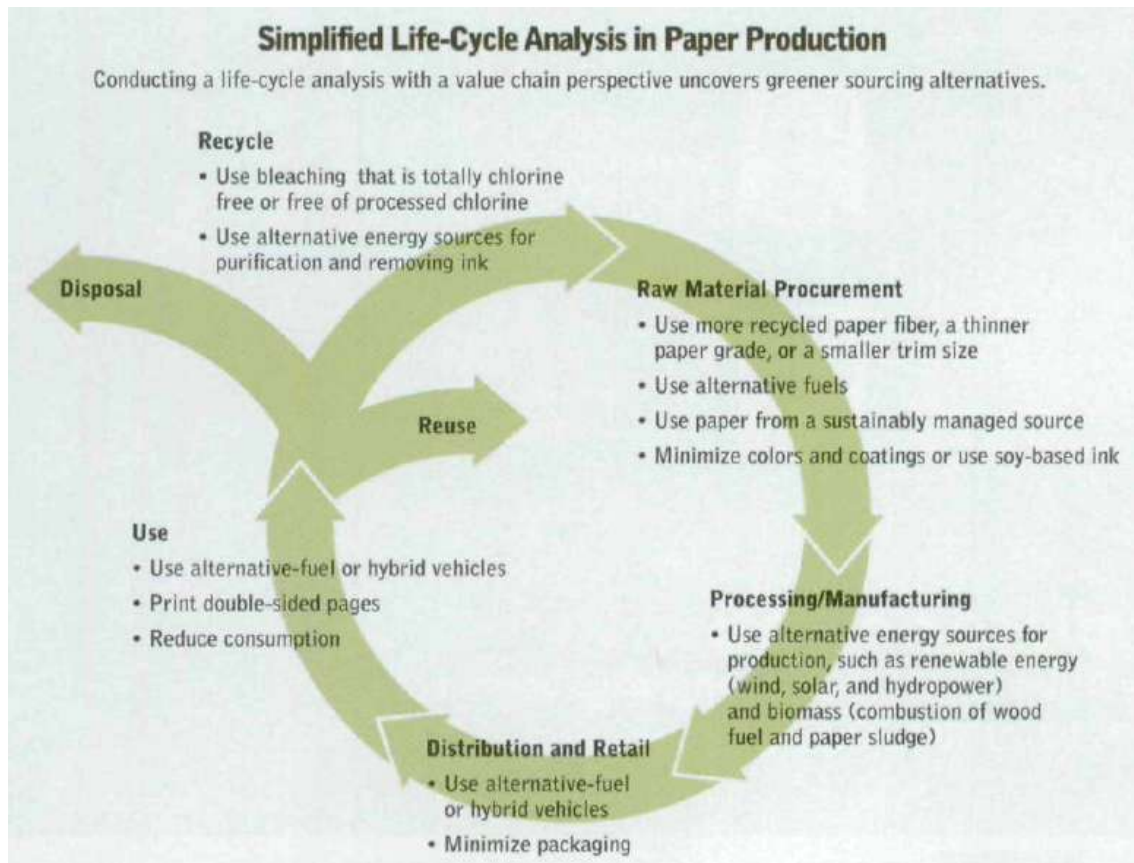 Simplified Life-Cycle Analysis in Paper Production
Conducting a life-cycle analysis with a value chain perspective uncovers greener sourcing alternatives.
Recycle
• Use bleaching that is totally chlorine
free or free of processed chlorine
• Use alternative energy sources for
purification and removing ink
Disposal
Raw Material Procurement
• Use more recycled paper fiber, a thinner
paper grade, or a smaller trim size
• Use alternative fuels
• Use paper from a sustainably managed source
• Minimize colors and coatings or use soy-based ink
Reuse
Use
• Use alternative-fuel or hybrid vehicles
• Print double-sided pages
• Reduce consumption
Processing/Manufacturing
• Use alternative energy sources for
production, such as renewable energy
(wind, solar, and hydropower)
and biomass (combustion of wood
fuel and paper sludge)
Distribution and Retail
• Use alternative-fuel
or hybrid vehicles
• Minimize packaging